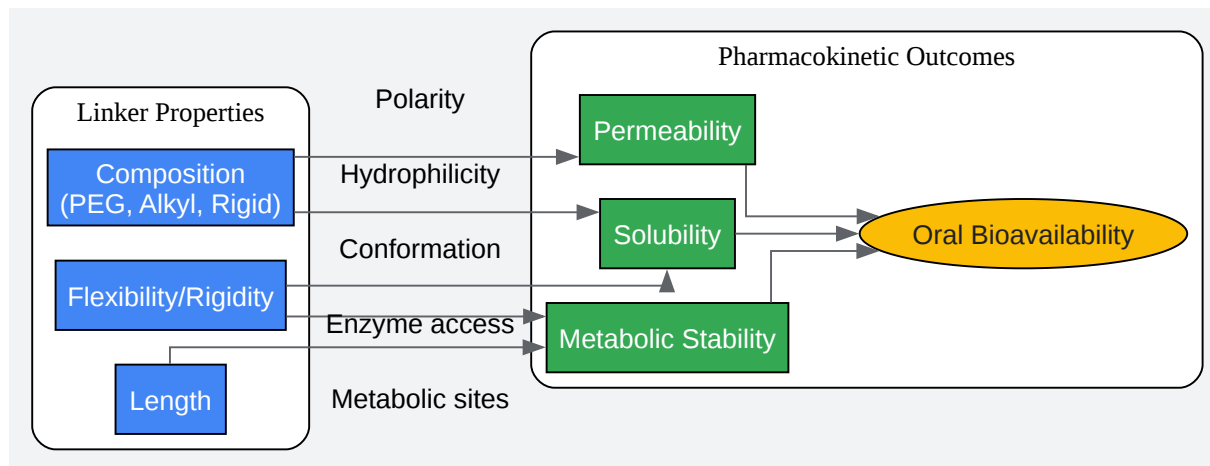 Linker Properties
Composition
(PEG, Alkyl, Rigid)
Flexibility/Rigidity
Length
Polarity
Hydrophilicity
Conformation
Enzyme access
Metabolic sites
Pharmacokinetic Outcomes
Permeability
Solubility
Metabolic Stability
Oral Bioavailability